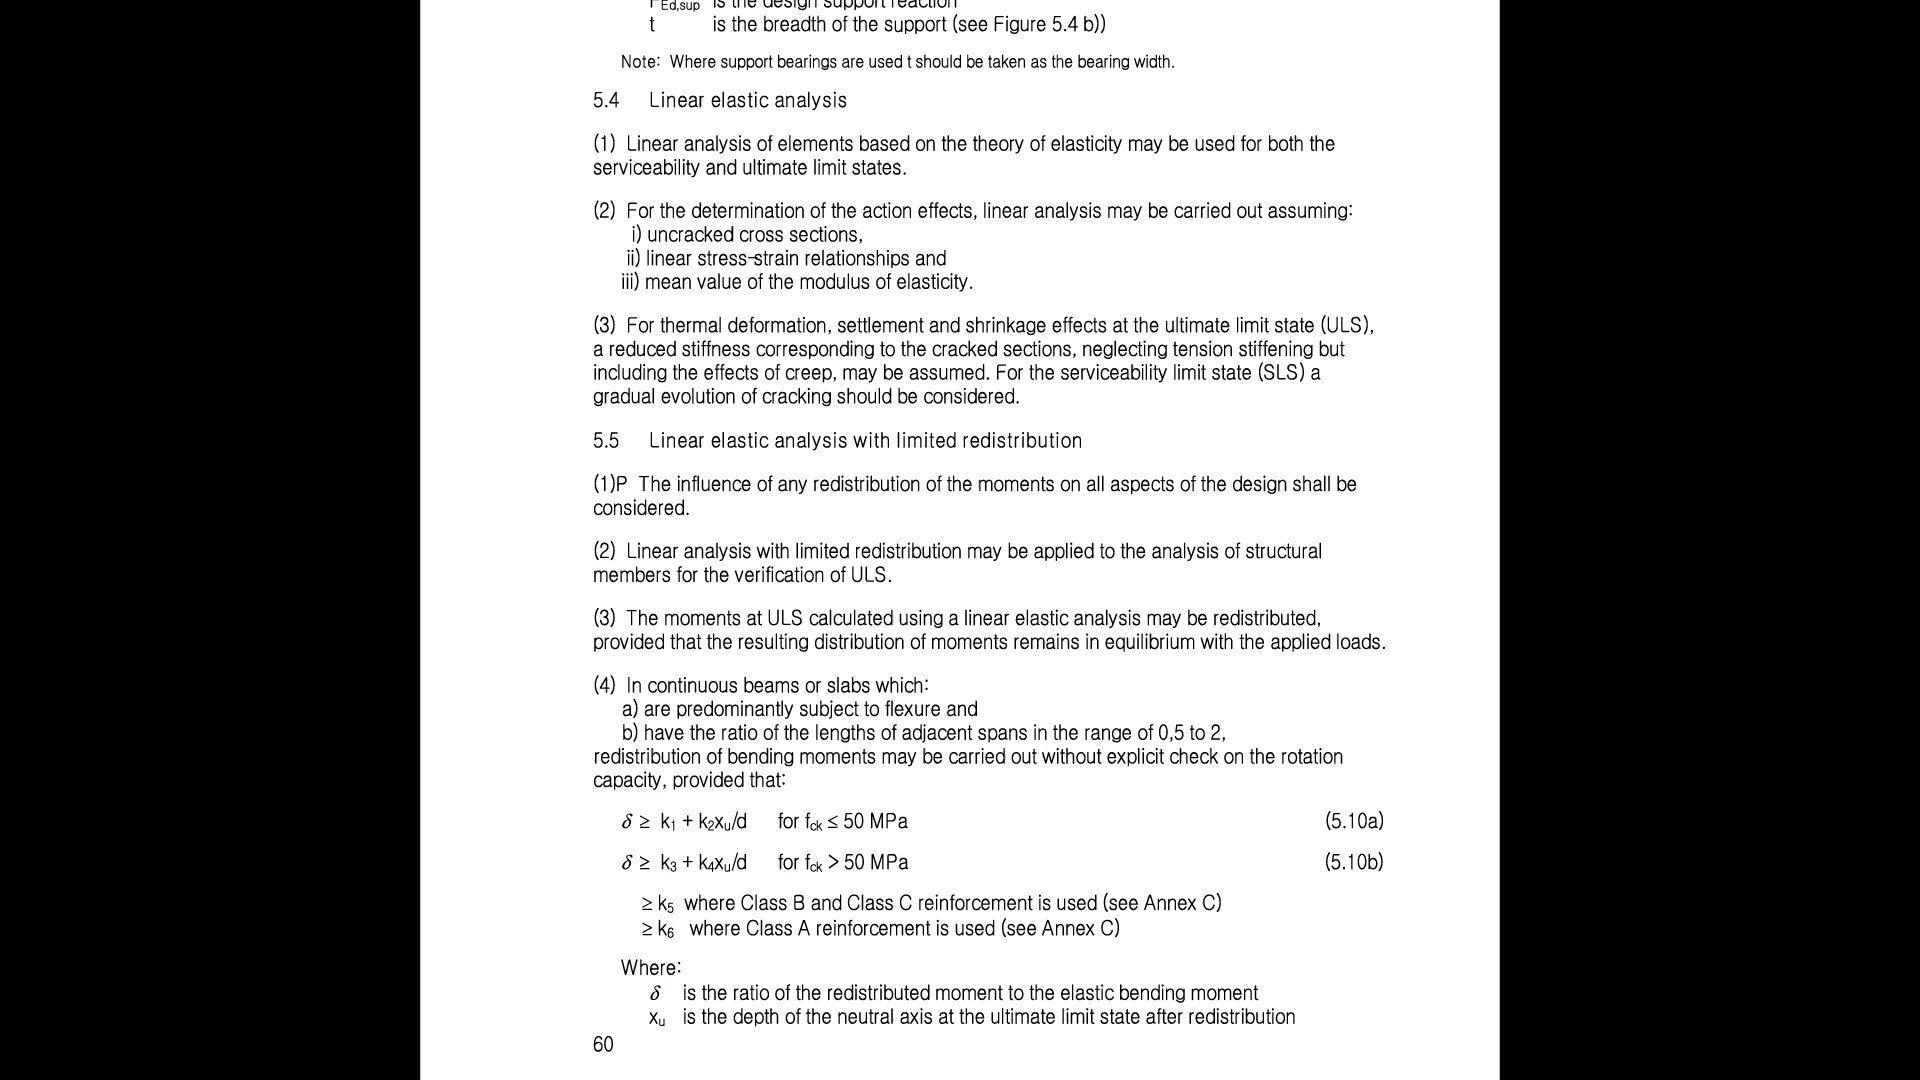 F_Ed,sup is the design support reaction
t is the breadth of the support (see Figure 5.4 b))
Note: Where support bearings are used t should be taken as the bearing width.
5.4 Linear elastic analysis
(1) Linear analysis of elements based on the theory of elasticity may be used for both the
serviceability and ultimate limit states.
(2) For the determination of the action effects, linear analysis may be carried out assuming:
i) uncracked cross sections,
ii) linear stress-strain relationships and
iii) mean value of the modulus of elasticity.
(3) For thermal deformation, settlement and shrinkage effects at the ultimate limit state (ULS),
a reduced stiffness corresponding to the cracked sections, neglecting tension stiffening but
including the effects of creep, may be assumed. For the serviceability limit state (SLS) a
gradual evolution of cracking should be considered.
5.5 Linear elastic analysis with limited redistribution
(1)P The influence of any redistribution of the moments on all aspects of the design shall be
considered.
(2) Linear analysis with limited redistribution may be applied to the analysis of structural
members for the verification of ULS.
(3) The moments at ULS calculated using a linear elastic analysis may be redistributed,
provided that the resulting distribution of moments remains in equilibrium with the applied loads.
(4) In continuous beams or slabs which:
a) are predominantly subject to flexure and
b) have the ratio of the lengths of adjacent spans in the range of 0,5 to 2,
redistribution of bending moments may be carried out without explicit check on the rotation
capacity, provided that:
δ ≥ k₁ + k₂xᵤ/d for f_ck ≤ 50 MPa (5.10a)
δ ≥ k₃ + k₄xᵤ/d for f_ck > 50 MPa (5.10b)
≥ k₅ where Class B and Class C reinforcement is used (see Annex C)
≥ k₆ where Class A reinforcement is used (see Annex C)
Where:
δ is the ratio of the redistributed moment to the elastic bending moment
xᵤ is the depth of the neutral axis at the ultimate limit state after redistribution
60